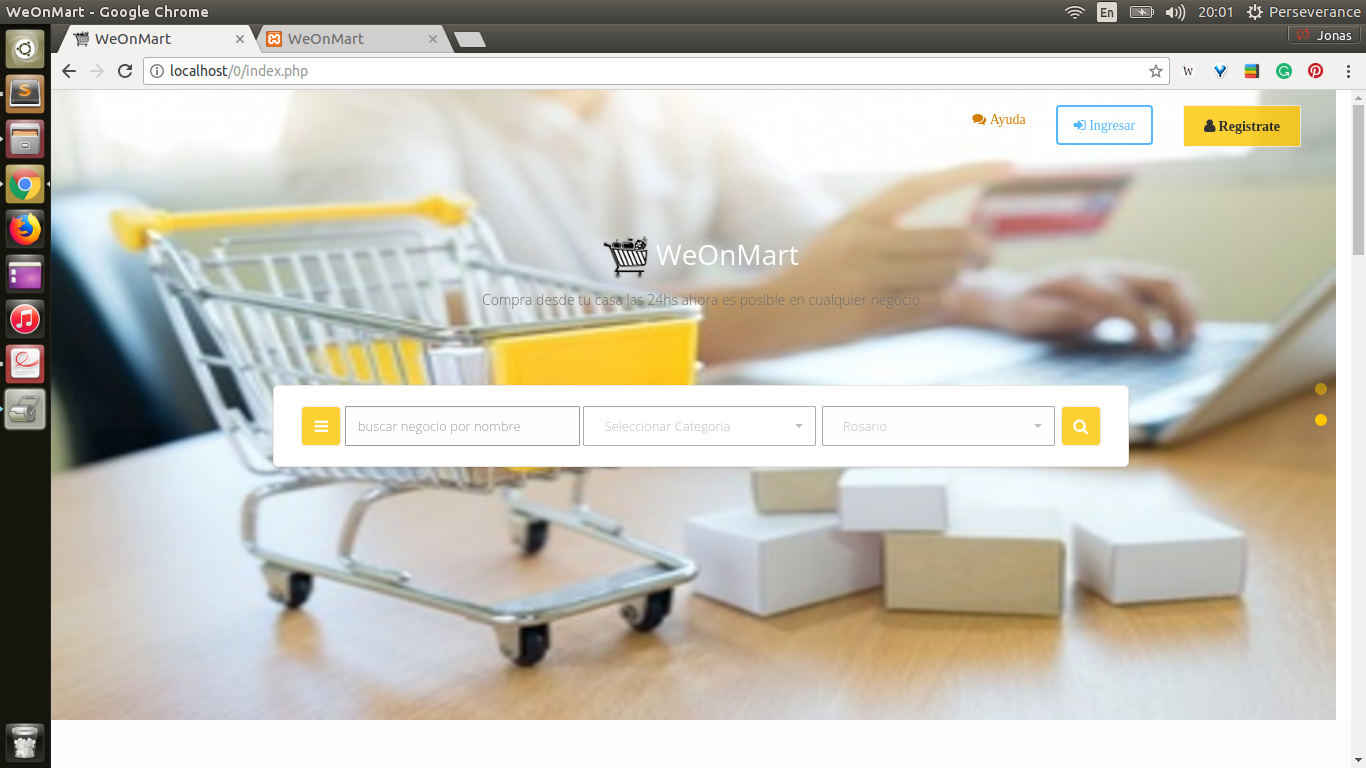 WeOnMart - Google Chrome
En
20:01
Perseverance
WeOnMart
WeOnMart
Jonas
localhost/0/index.php
W
Ayuda
Ingresar
Registrate
WeOnMart
Compra desde tu casa las 24hs ahora es posible en cualquier negocio
buscar negocio por nombre
Seleccionar Categoria
Rosario